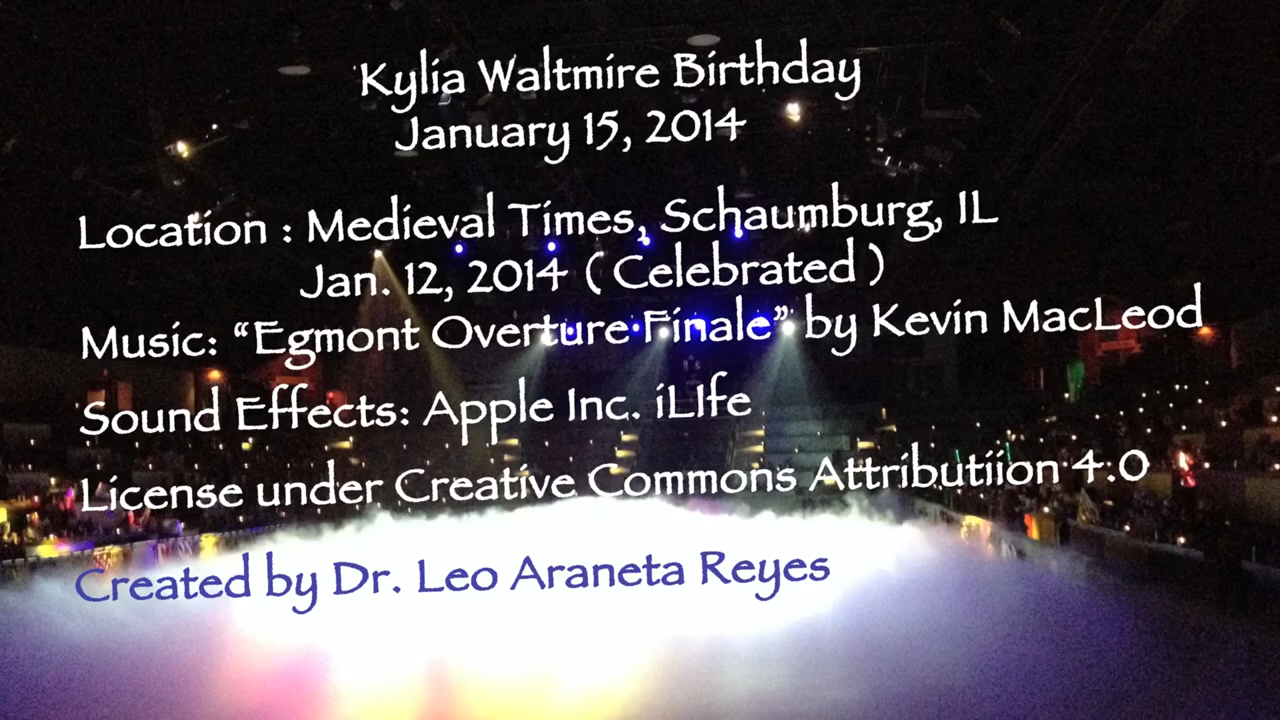 Kylia Waltmire Birthday
January 15, 2014
Location : Medieval Times, Schaumburg, IL
Jan. 12, 2014 ( Celebrated )
Music: “Egmont Overture Finale” by Kevin MacLeod
Sound Effects: Apple Inc. iLIfe
License under Creative Commons Attributiion 4.0
Created by Dr. Leo Araneta Reyes